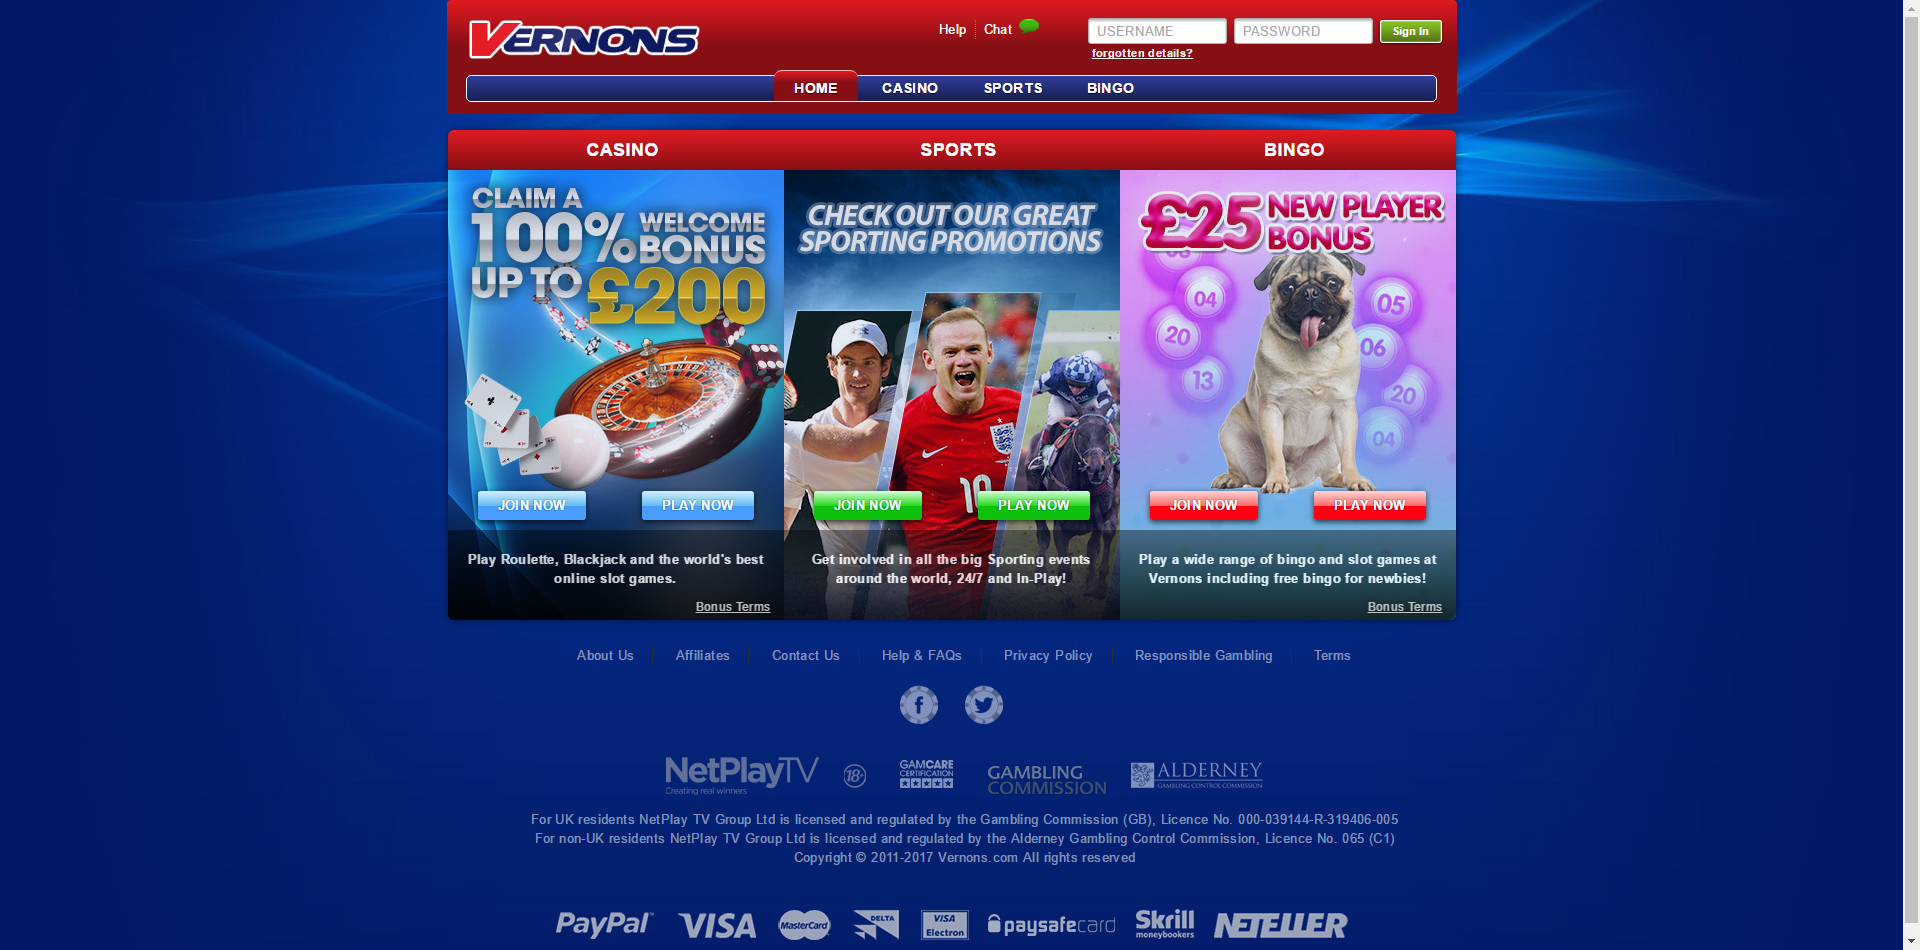 VERNONS
Help
Chat
USERNAME
PASSWORD
Sign In
forgotten details?
HOME
CASINO
SPORTS
BINGO
CASINO
SPORTS
BINGO
CLAIM A
100% WELCOME
BONUS
UP TO £200
JOIN NOW
PLAY NOW
Play Roulette, Blackjack and the world's best
online slot games.
Bonus Terms
CHECK OUT OUR GREAT
SPORTING PROMOTIONS
10
JOIN NOW
PLAY NOW
Get involved in all the big Sporting events
around the world, 24/7 and In-Play!
£25 NEW PLAYER
BONUS
03
04
05
20
06
13
20
04
JOIN NOW
PLAY NOW
Play a wide range of bingo and slot games at
Vernons including free bingo for newbies!
Bonus Terms
About Us
Affiliates
Contact Us
Help & FAQs
Privacy Policy
Responsible Gambling
Terms
NetPlayTV
Creating real winners
18+
GAMCARE
CERTIFICATION
GAMBLING
COMMISSION
ALDERNEY
GAMBLING CONTROL COMMISSION
For UK residents NetPlay TV Group Ltd is licensed and regulated by the Gambling Commission (GB), Licence No. 000-039144-R-319406-005
For non-UK residents NetPlay TV Group Ltd is licensed and regulated by the Alderney Gambling Control Commission, Licence No. 065 (C1)
Copyright © 2011-2017 Vernons.com All rights reserved
PayPal™
VISA
MasterCard
DELTA
VISA
Electron
paysafecard
Skrill
moneybookers
NETELLER